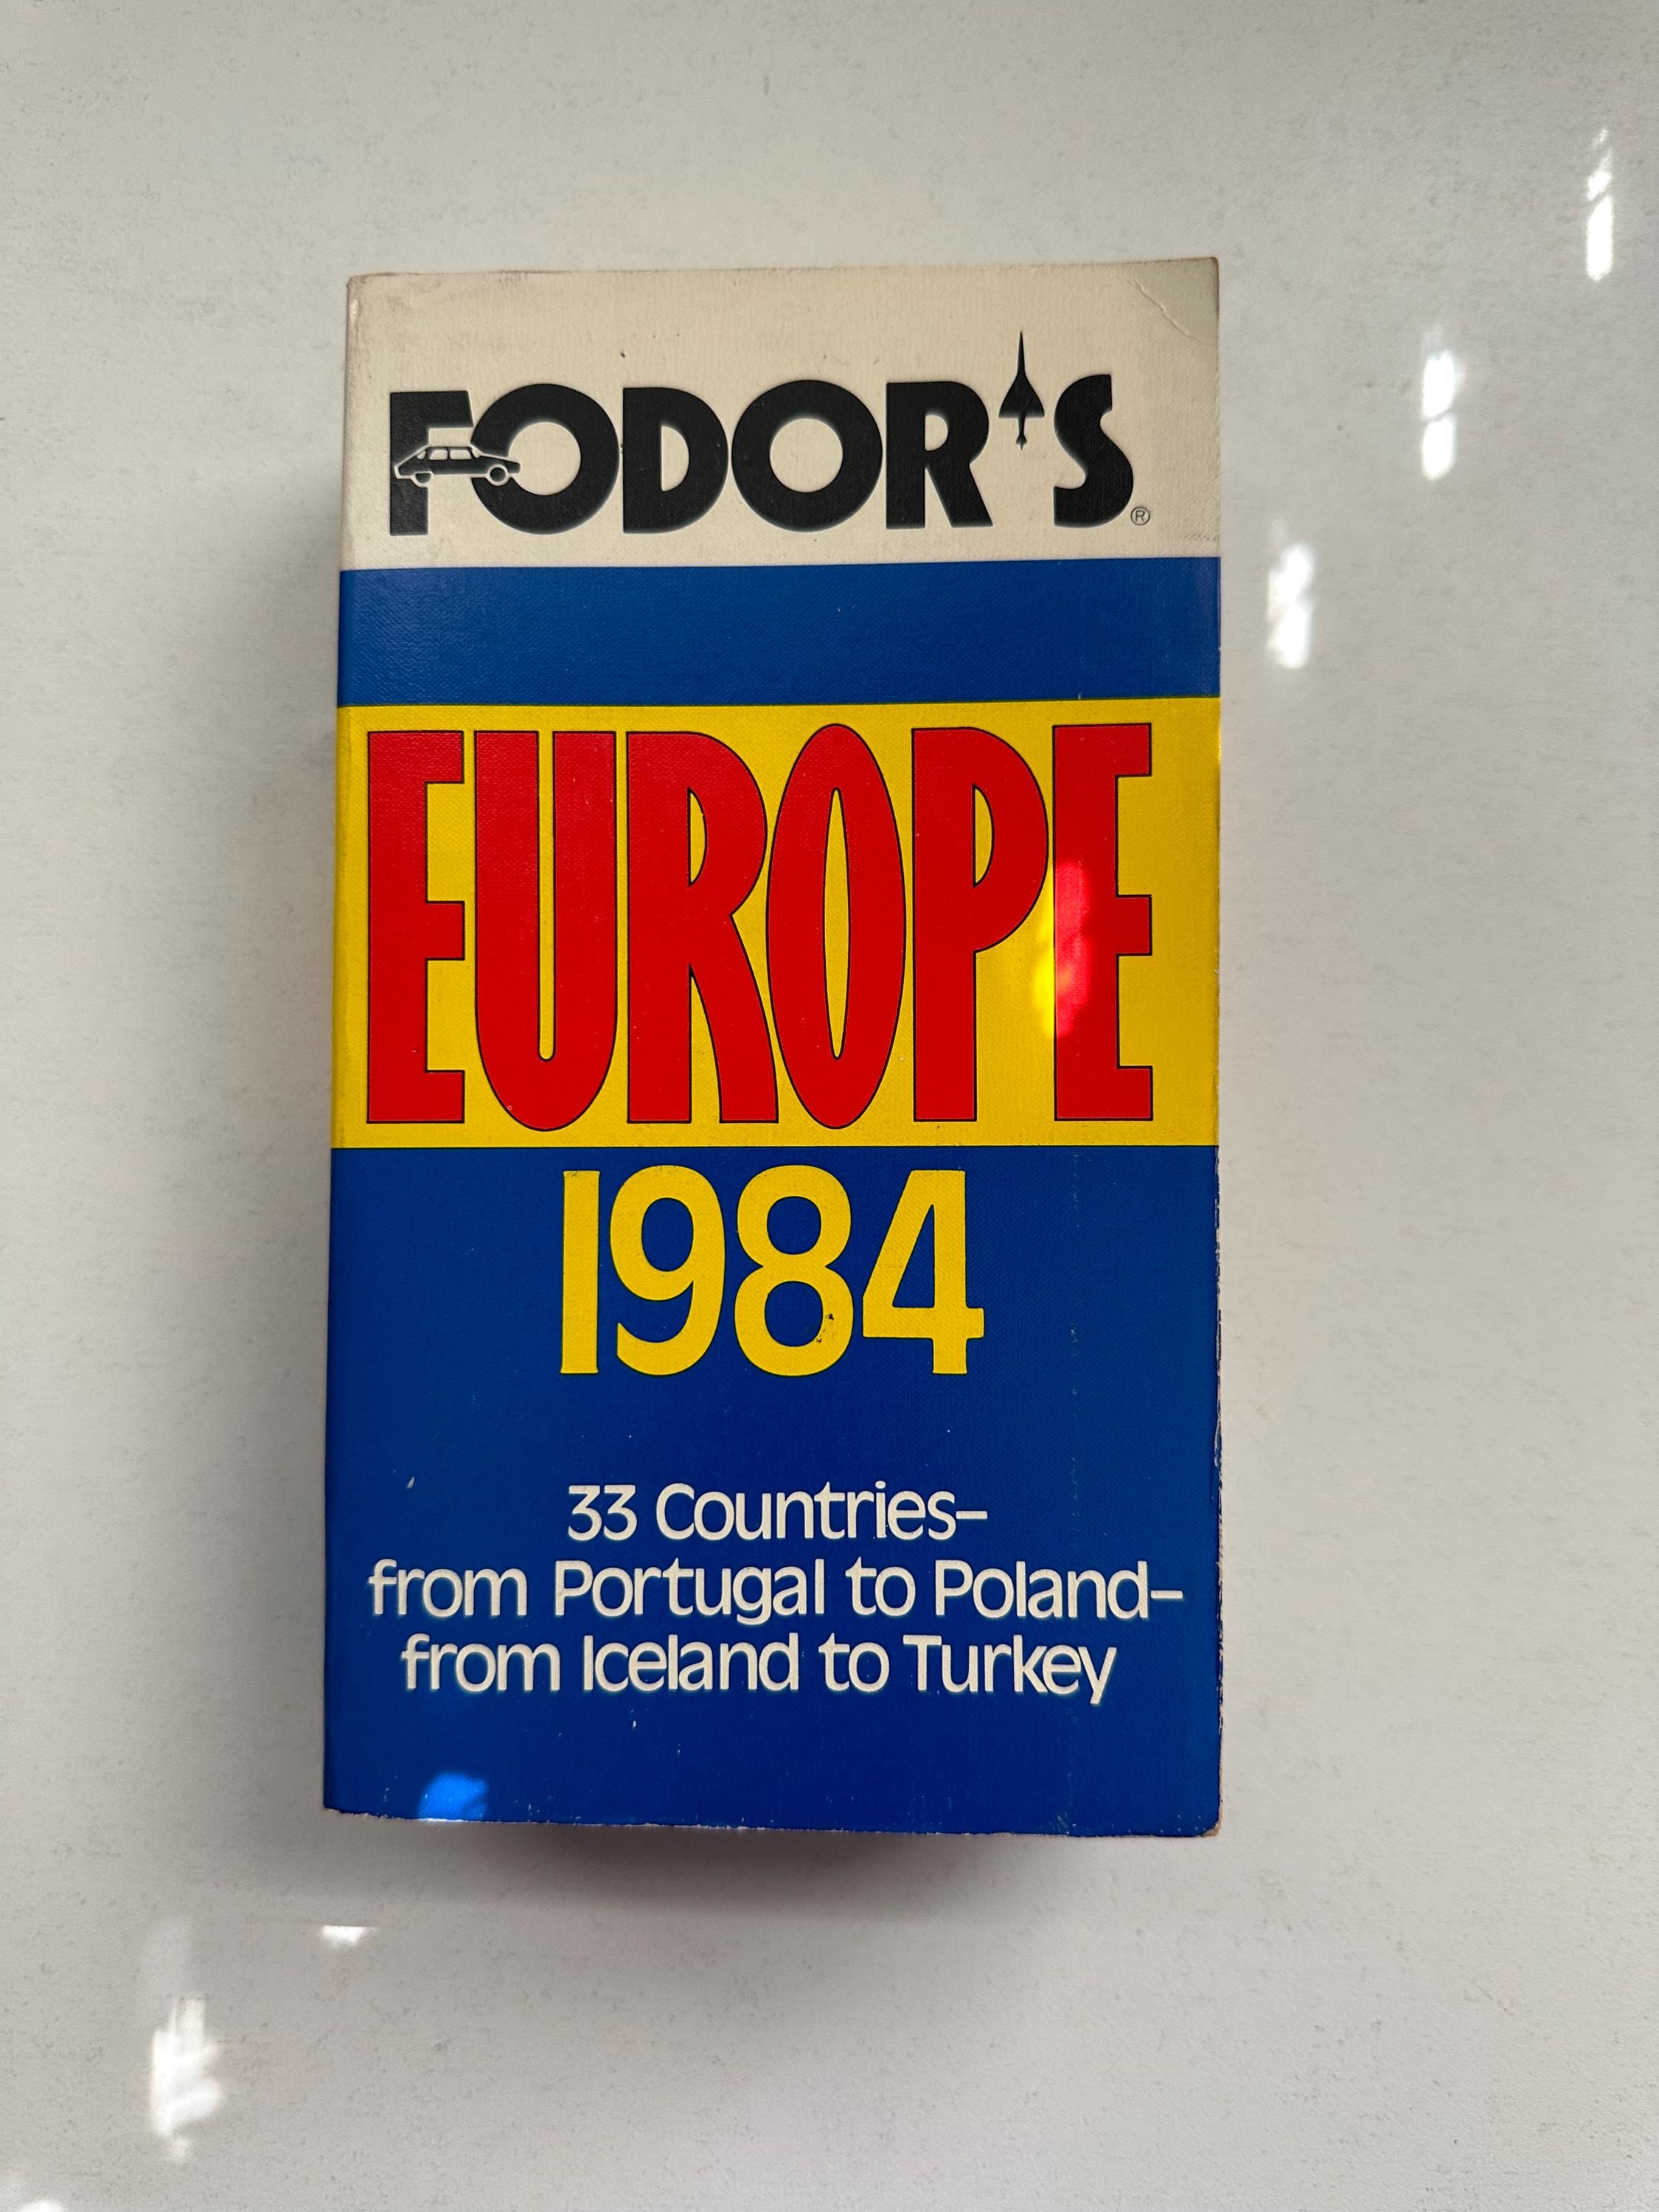 FODOR'S®
EUROPE
1984
33 Countries–
from Portugal to Poland–
from Iceland to Turkey